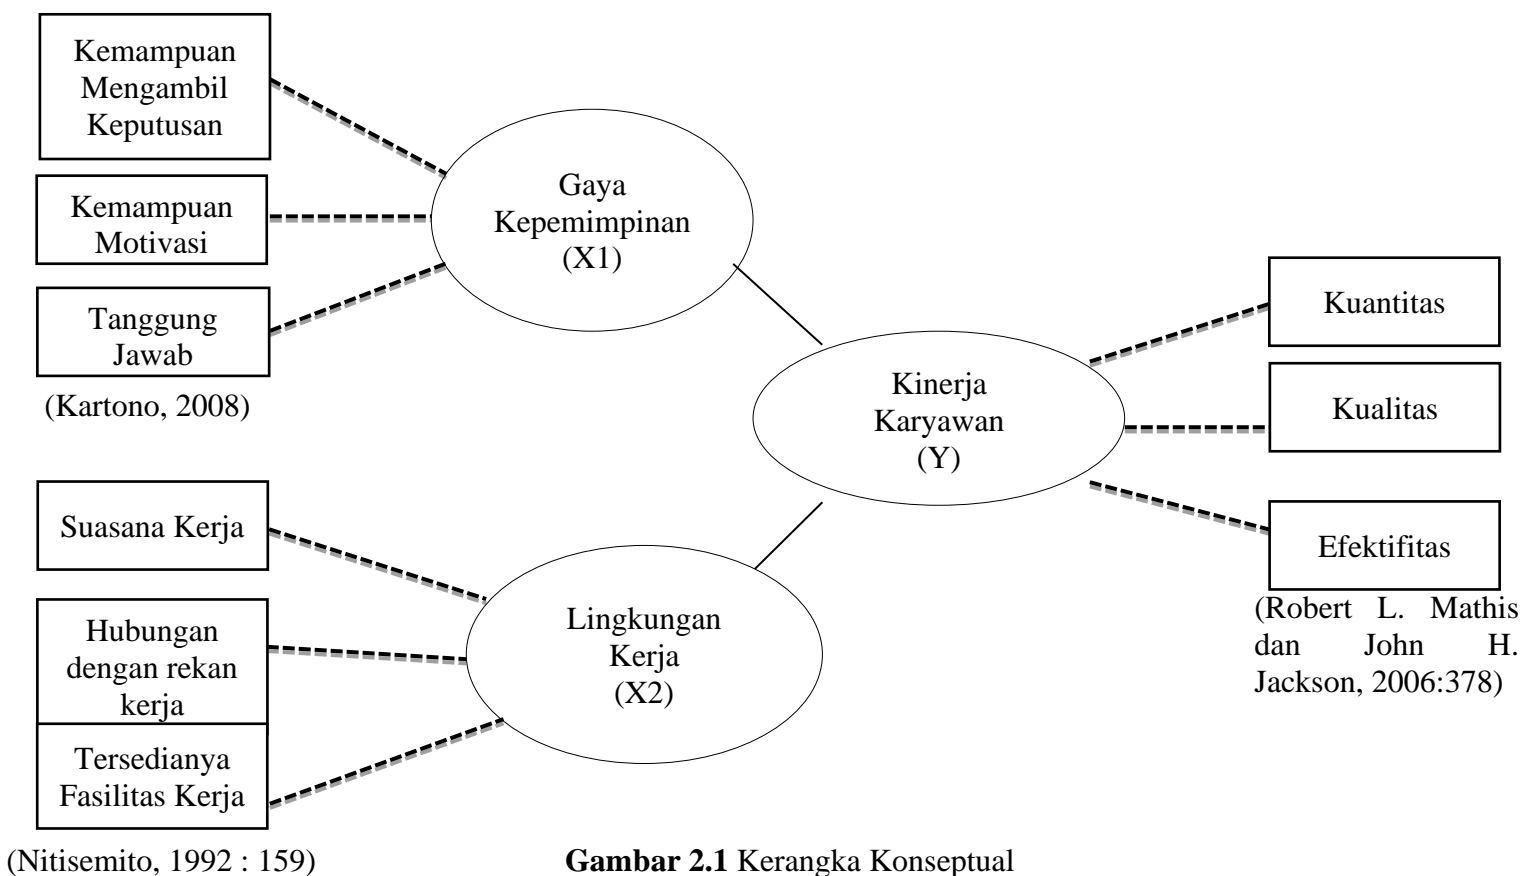 Kemampuan
Mengambil
Keputusan
Kemampuan
Motivasi
Tanggung
Jawab
(Kartono, 2008)
Gaya
Kepemimpinan
(X1)
Suasana Kerja
Hubungan
dengan rekan
kerja
Tersedianya
Fasilitas Kerja
(Nitisemito, 1992 : 159)
Lingkungan
Kerja
(X2)
Kinerja
Karyawan
(Y)
Kuantitas
Kualitas
Efektifitas
(Robert L. Mathis
dan John H.
Jackson, 2006:378)
Gambar 2.1 Kerangka Konseptual